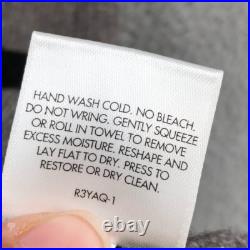 HAND WASH COLD. NO BLEACH.
DO NOT WRING. GENTLY SQUEEZE
OR ROLL IN TOWEL TO REMOVE
EXCESS MOISTURE. RESHAPE AND
LAY FLAT TO DRY. PRESS TO
RESTORE OR DRY CLEAN.
R3YAQ-1